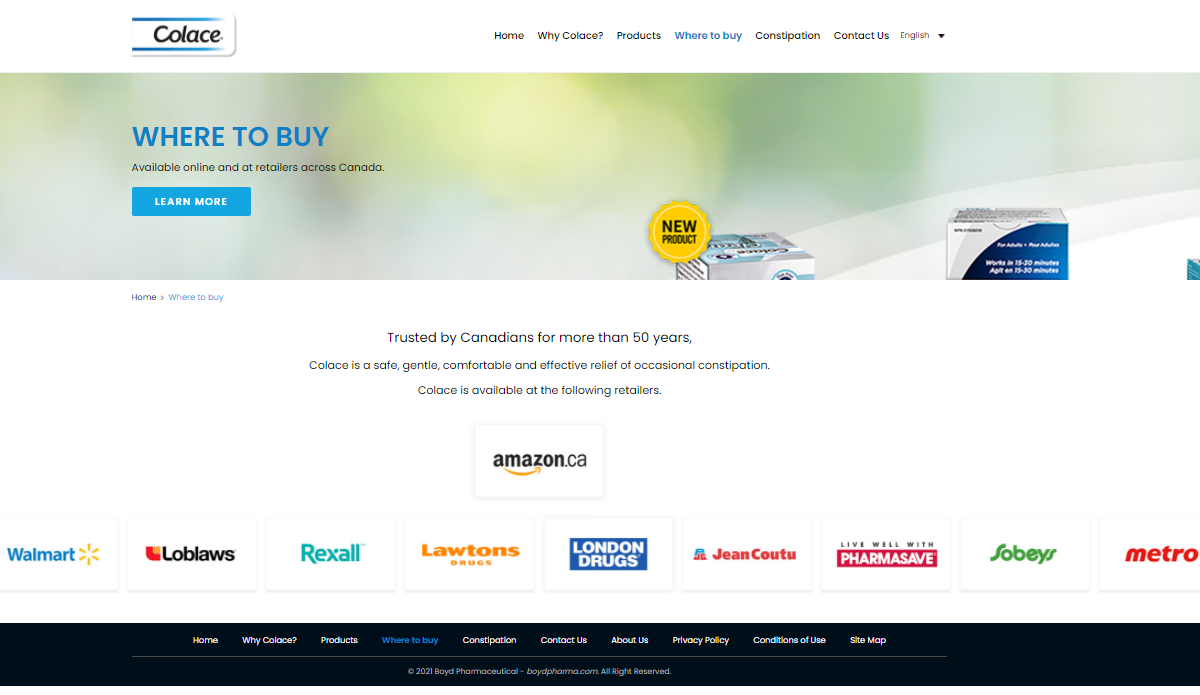 Colace
Home Why Colace? Products Where to buy Constipation Contact Us English
WHERE TO BUY
Available online and at retailers across Canada.
LEARN MORE
NEW
PRODUCT
Colace
For Adults • Pour Adultes
Works in 15-30 minutes
Agit en 15-30 minutes
Home > Where to buy
Trusted by Canadians for more than 50 years,
Colace is a safe, gentle, comfortable and effective relief of occasional constipation.
Colace is available at the following retailers.
amazon.ca
Walmart Loblaws Rexall Lawtons DRUGS LONDON DRUGS JC Jean Coutu LIVE WELL WITH PHARMASAVE Sobeys metro
Home Why Colace? Products Where to buy Constipation Contact Us About Us Privacy Policy Conditions of Use Site Map
© 2021 Boyd Pharmaceutical - boydpharma.com. All Right Reserved.